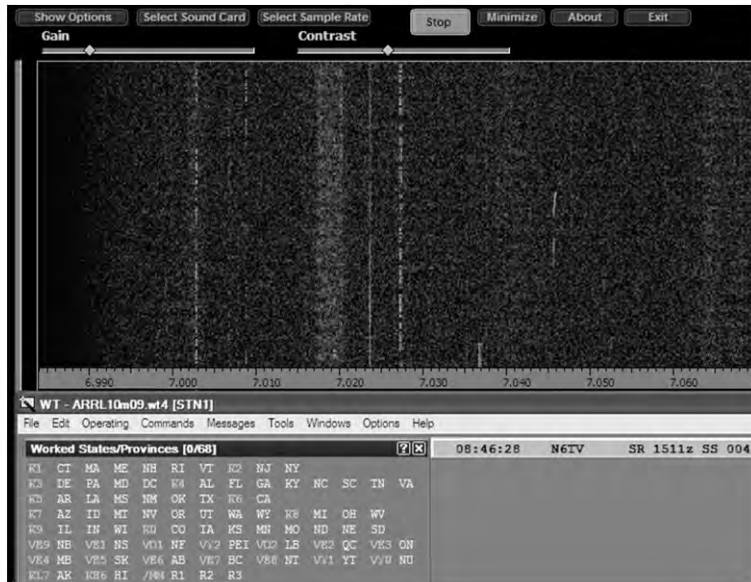 Show Options Select Sound Card Select Sample Rate Stop Minimize About Exit
Gain Contrast
6.990 7.000 7.010 7.020 7.030 7.040 7.050 7.060
WT - ARRL10m09.wt4 [STN1]
File Edit Operating Commands Messages Tools Windows Options Help
Worked States/Provinces [0/68] ? X 08:46:28 N6TV SR 1511z SS 004
K1 CT MA ME NH RI VT K2 NJ NY
K3 DE PA MD DC K4 AL FL GA KY NC SC TN VA
K5 AR LA MS NM OK TX K6 CA
K7 AZ ID MT NV OR UT WA WY K8 MI OH WV
K9 IL IN WI K0 CO IA KS MN MO ND NE SD
VE9 NB VE1 NS VO1 NF VY2 PEI VO2 LB VE2 QC VE3 ON
VE4 MB VE5 SK VE6 AB VE7 BC VE8 NT VY1 YT VY0 NU
KL7 AK KH6 HI /MM R1 R2 R3